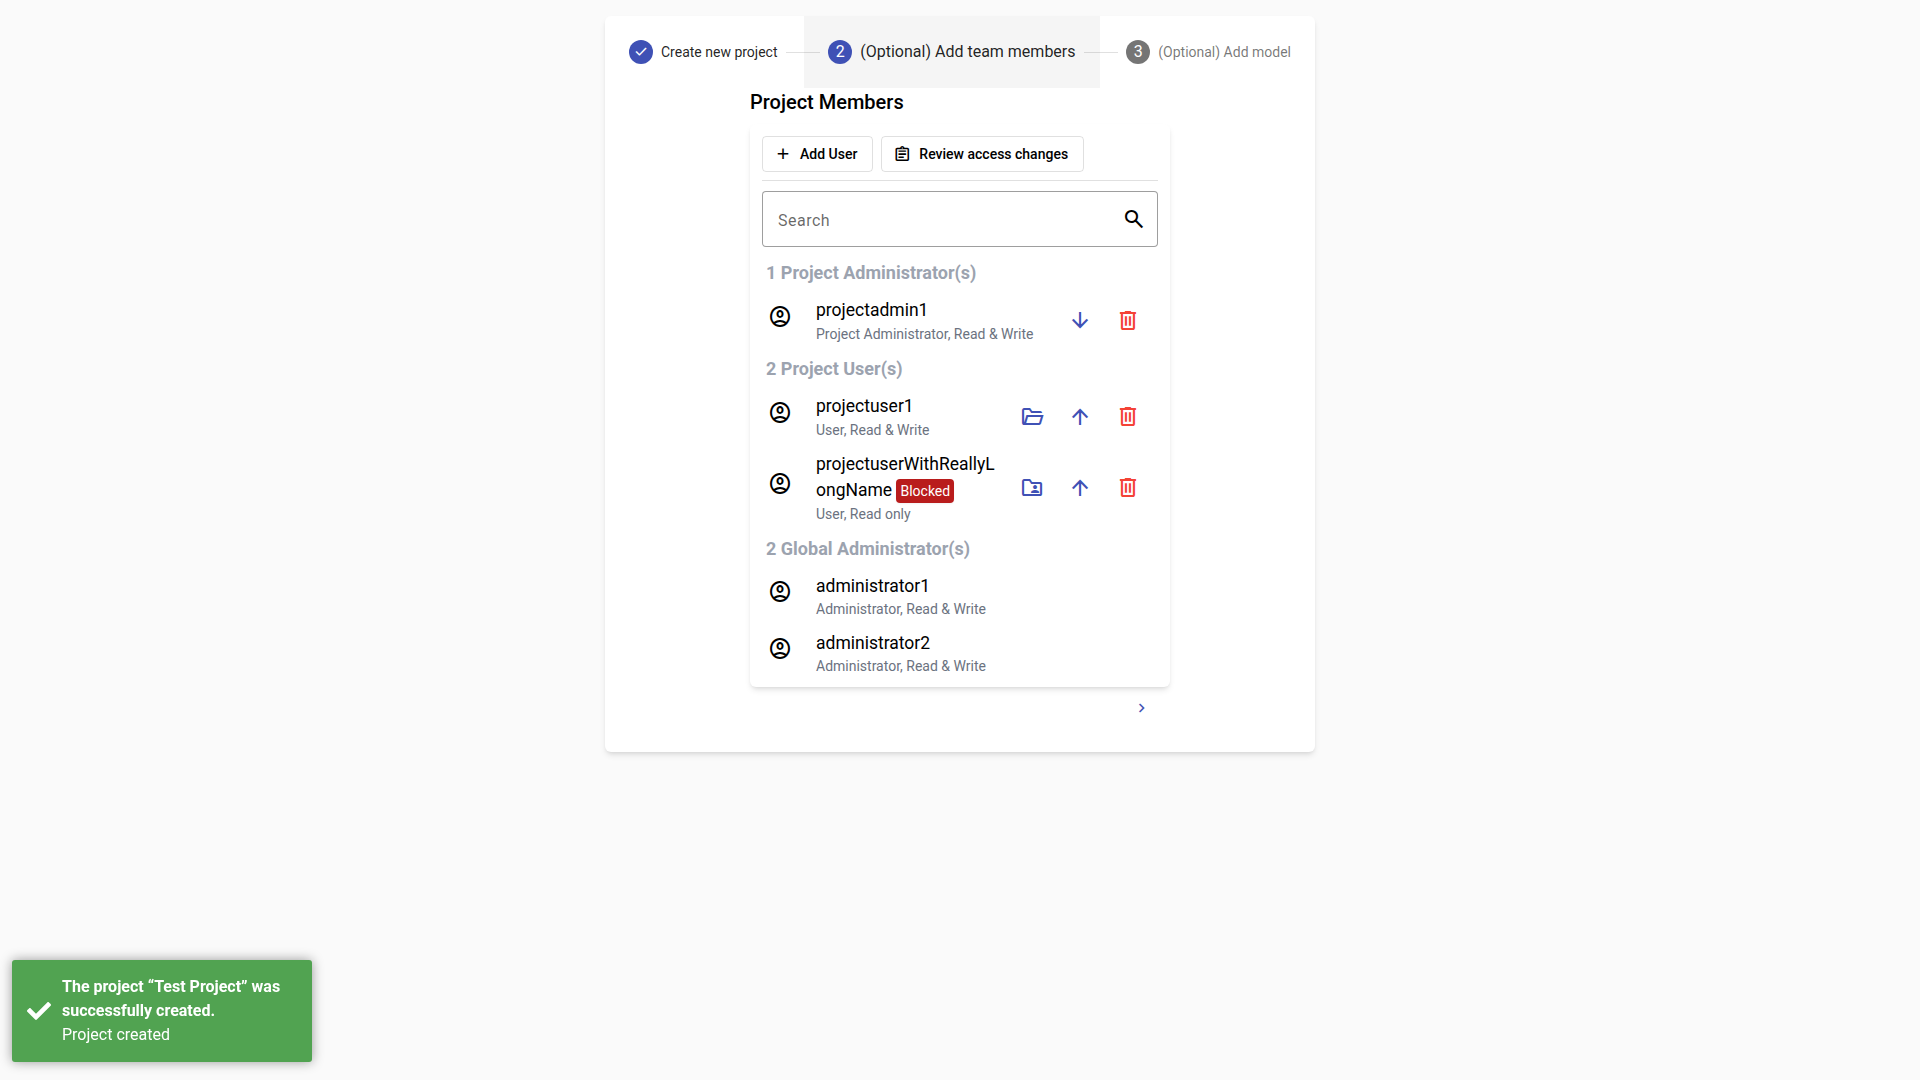 Create new project
2 (Optional) Add team members
3 (Optional) Add model
Project Members
Add User
Review access changes
Search
1 Project Administrator(s)
projectadmin1
Project Administrator, Read & Write
2 Project User(s)
projectuser1
User, Read & Write
projectuserWithReallyL
ongName Blocked
User, Read only
2 Global Administrator(s)
administrator1
Administrator, Read & Write
administrator2
Administrator, Read & Write
The project “Test Project” was
successfully created.
Project created